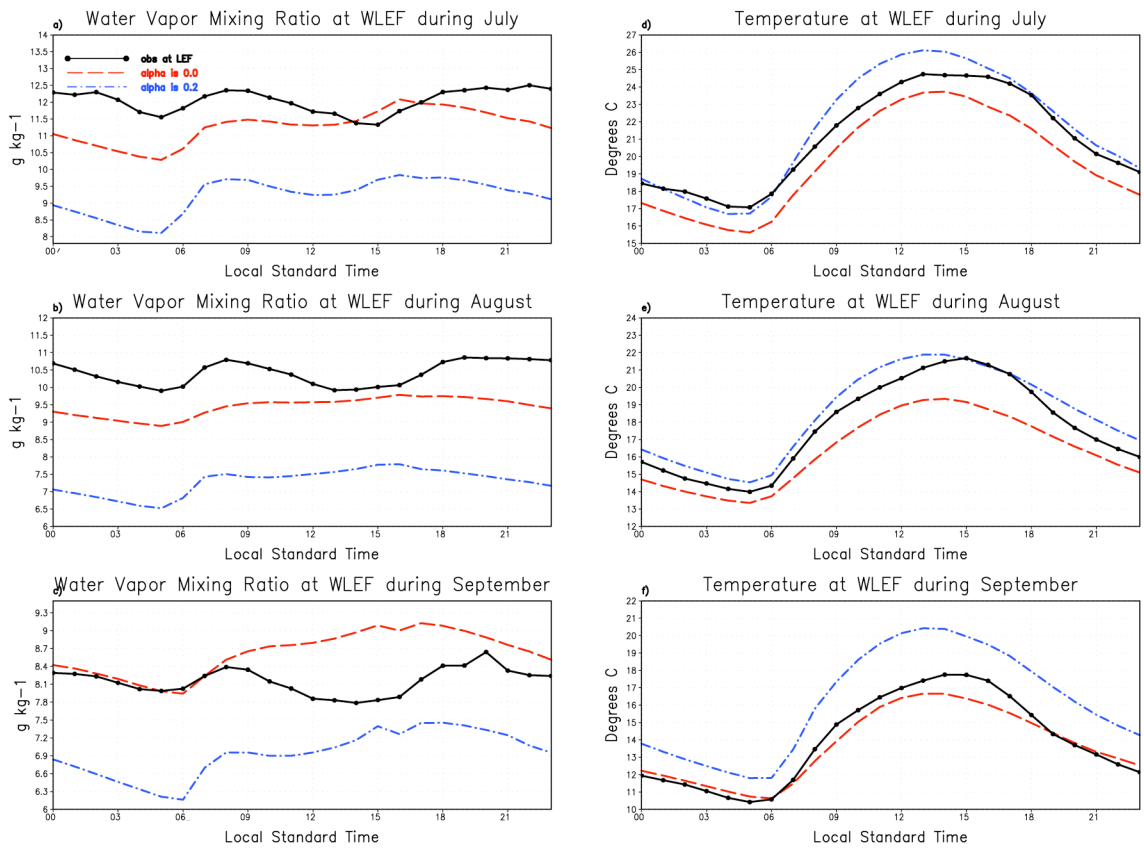 a) Water Vapor Mixing Ratio at WLEF during July
14
13.5
13
12.5
12
11.5
11
10.5
10
9.5
9
8.5
8
g kg-1
obs at LEF
alpha is 0.0
alpha is 0.2
00 03 06 09 12 15 18 21
Local Standard Time
d) Temperature at WLEF during July
27
26
25
24
23
22
21
20
19
18
17
16
15
Degrees C
00 03 06 09 12 15 18 21
Local Standard Time
b) Water Vapor Mixing Ratio at WLEF during August
12
11.5
11
10.5
10
9.5
9
8.5
8
7.5
7
6.5
6
g kg-1
00 03 06 09 12 15 18 21
Local Standard Time
e) Temperature at WLEF during August
24
23
22
21
20
19
18
17
16
15
14
13
12
Degrees C
00 03 06 09 12 15 18 21
Local Standard Time
Water Vapor Mixing Ratio at WLEF during September
9.3
9
8.7
8.4
8.1
7.8
7.5
7.2
6.9
6.6
6.3
6
g kg-1
00 03 06 09 12 15 18 21
Local Standard Time
f) Temperature at WLEF during September
22
21
20
19
18
17
16
15
14
13
12
11
10
Degrees C
00 03 06 09 12 15 18 21
Local Standard Time